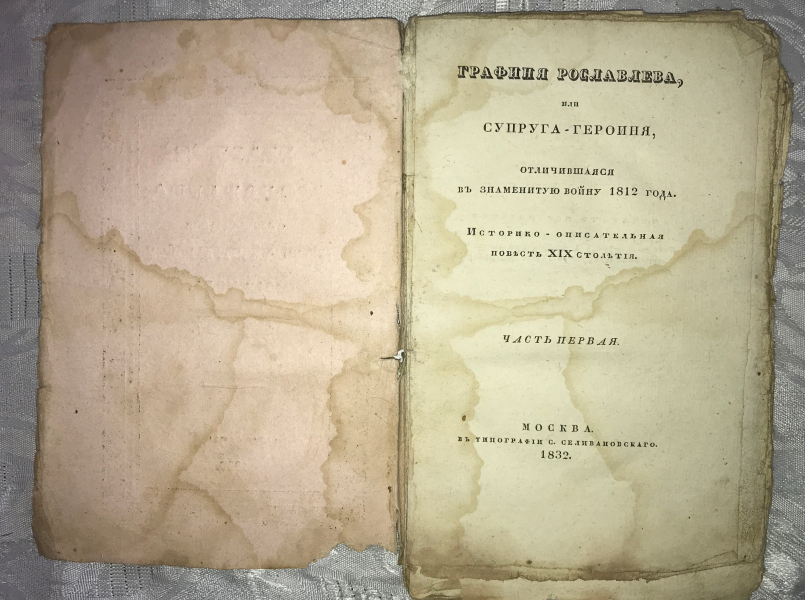 ГРАФИНЯ РОСЛАВЛЕВА,
ИЛИ
СУПРУГА-ГЕРОИНЯ,
ОТЛИЧИВШАЯСЯ
ВЪ ЗНАМЕНИТУЮ ВОЙНУ 1812 ГОДА.
ИСТОРИКО - ОПИСАТЕЛЬНАЯ
ПОВѢСТЬ XIX СТОЛѢТІЯ.
ЧАСТЬ ПЕРВАЯ.
МОСКВА.
ВЪ ТИПОГРАФІИ С. СЕЛИВАНОВСКАГО.
1832.